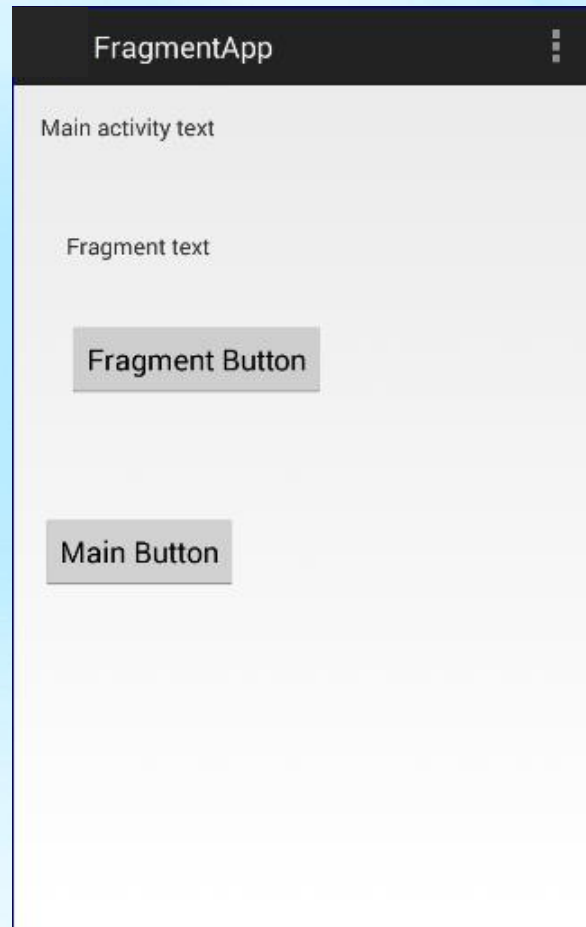 FragmentApp
Main activity text
Fragment text
Fragment Button
Main Button